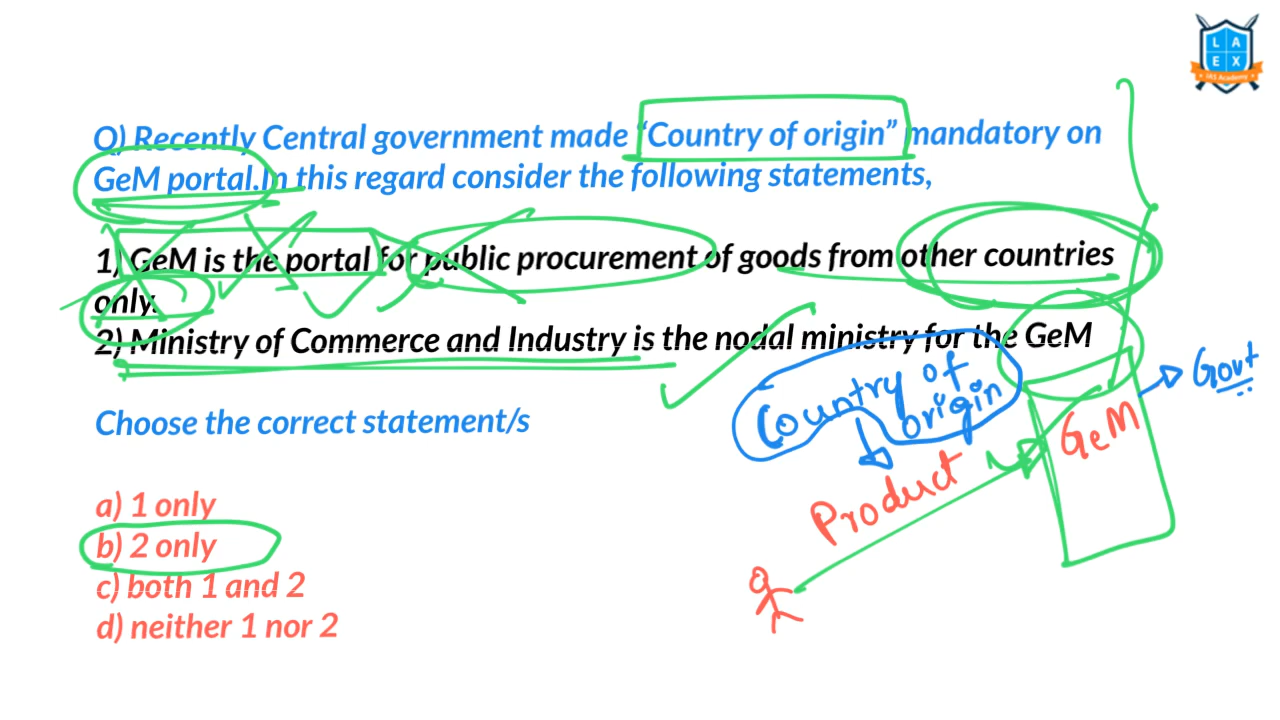 L A
E X
IAS Academy
Q) Recently Central government made “Country of origin” mandatory on
GeM portal.In this regard consider the following statements,
1) GeM is the portal for public procurement of goods from other countries
only.
2) Ministry of Commerce and Industry is the nodal ministry for the GeM
Choose the correct statement/s
a) 1 only
b) 2 only
c) both 1 and 2
d) neither 1 nor 2
Country of
origin
Product
GeM
Govt